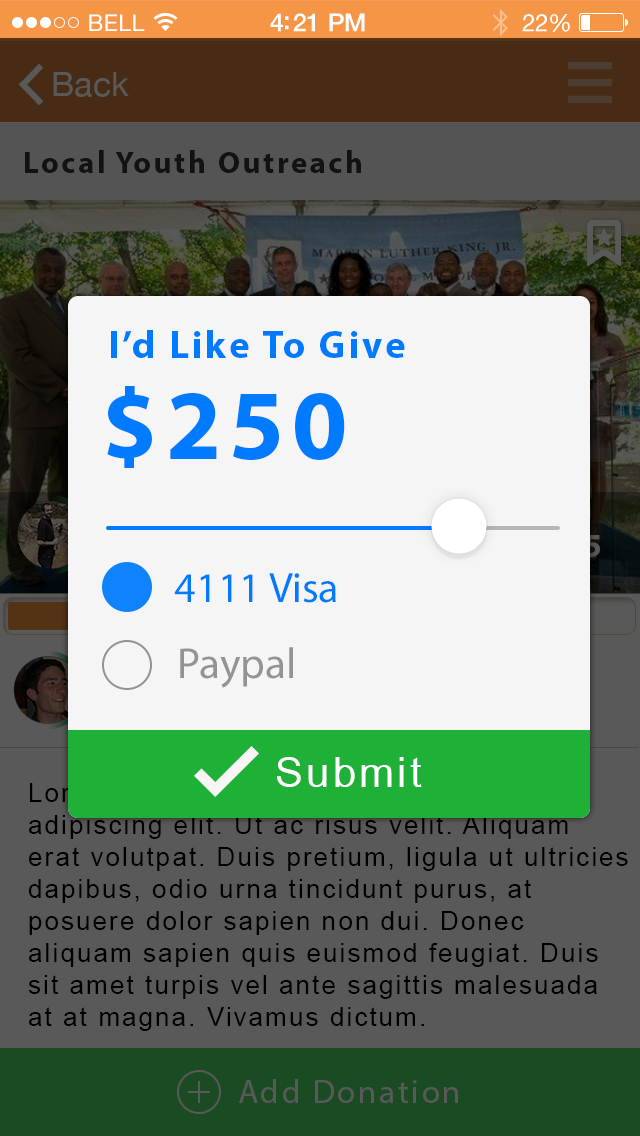 BELL 4:21 PM 22%
Back
Local Youth Outreach
MARTIN LUTHER KING, JR.
I’d Like To Give
$250
5
4111 Visa
Paypal
Submit
adipiscing elit. Ut ac risus velit. Aliquam
erat volutpat. Duis pretium, ligula ut ultricies
dapibus, odio urna tincidunt purus, at
posuere dolor sapien non dui. Donec
aliquam sapien quis euismod feugiat. Duis
sit amet turpis vel ante sagittis malesuada
at at magna. Vivamus dictum.
Add Donation